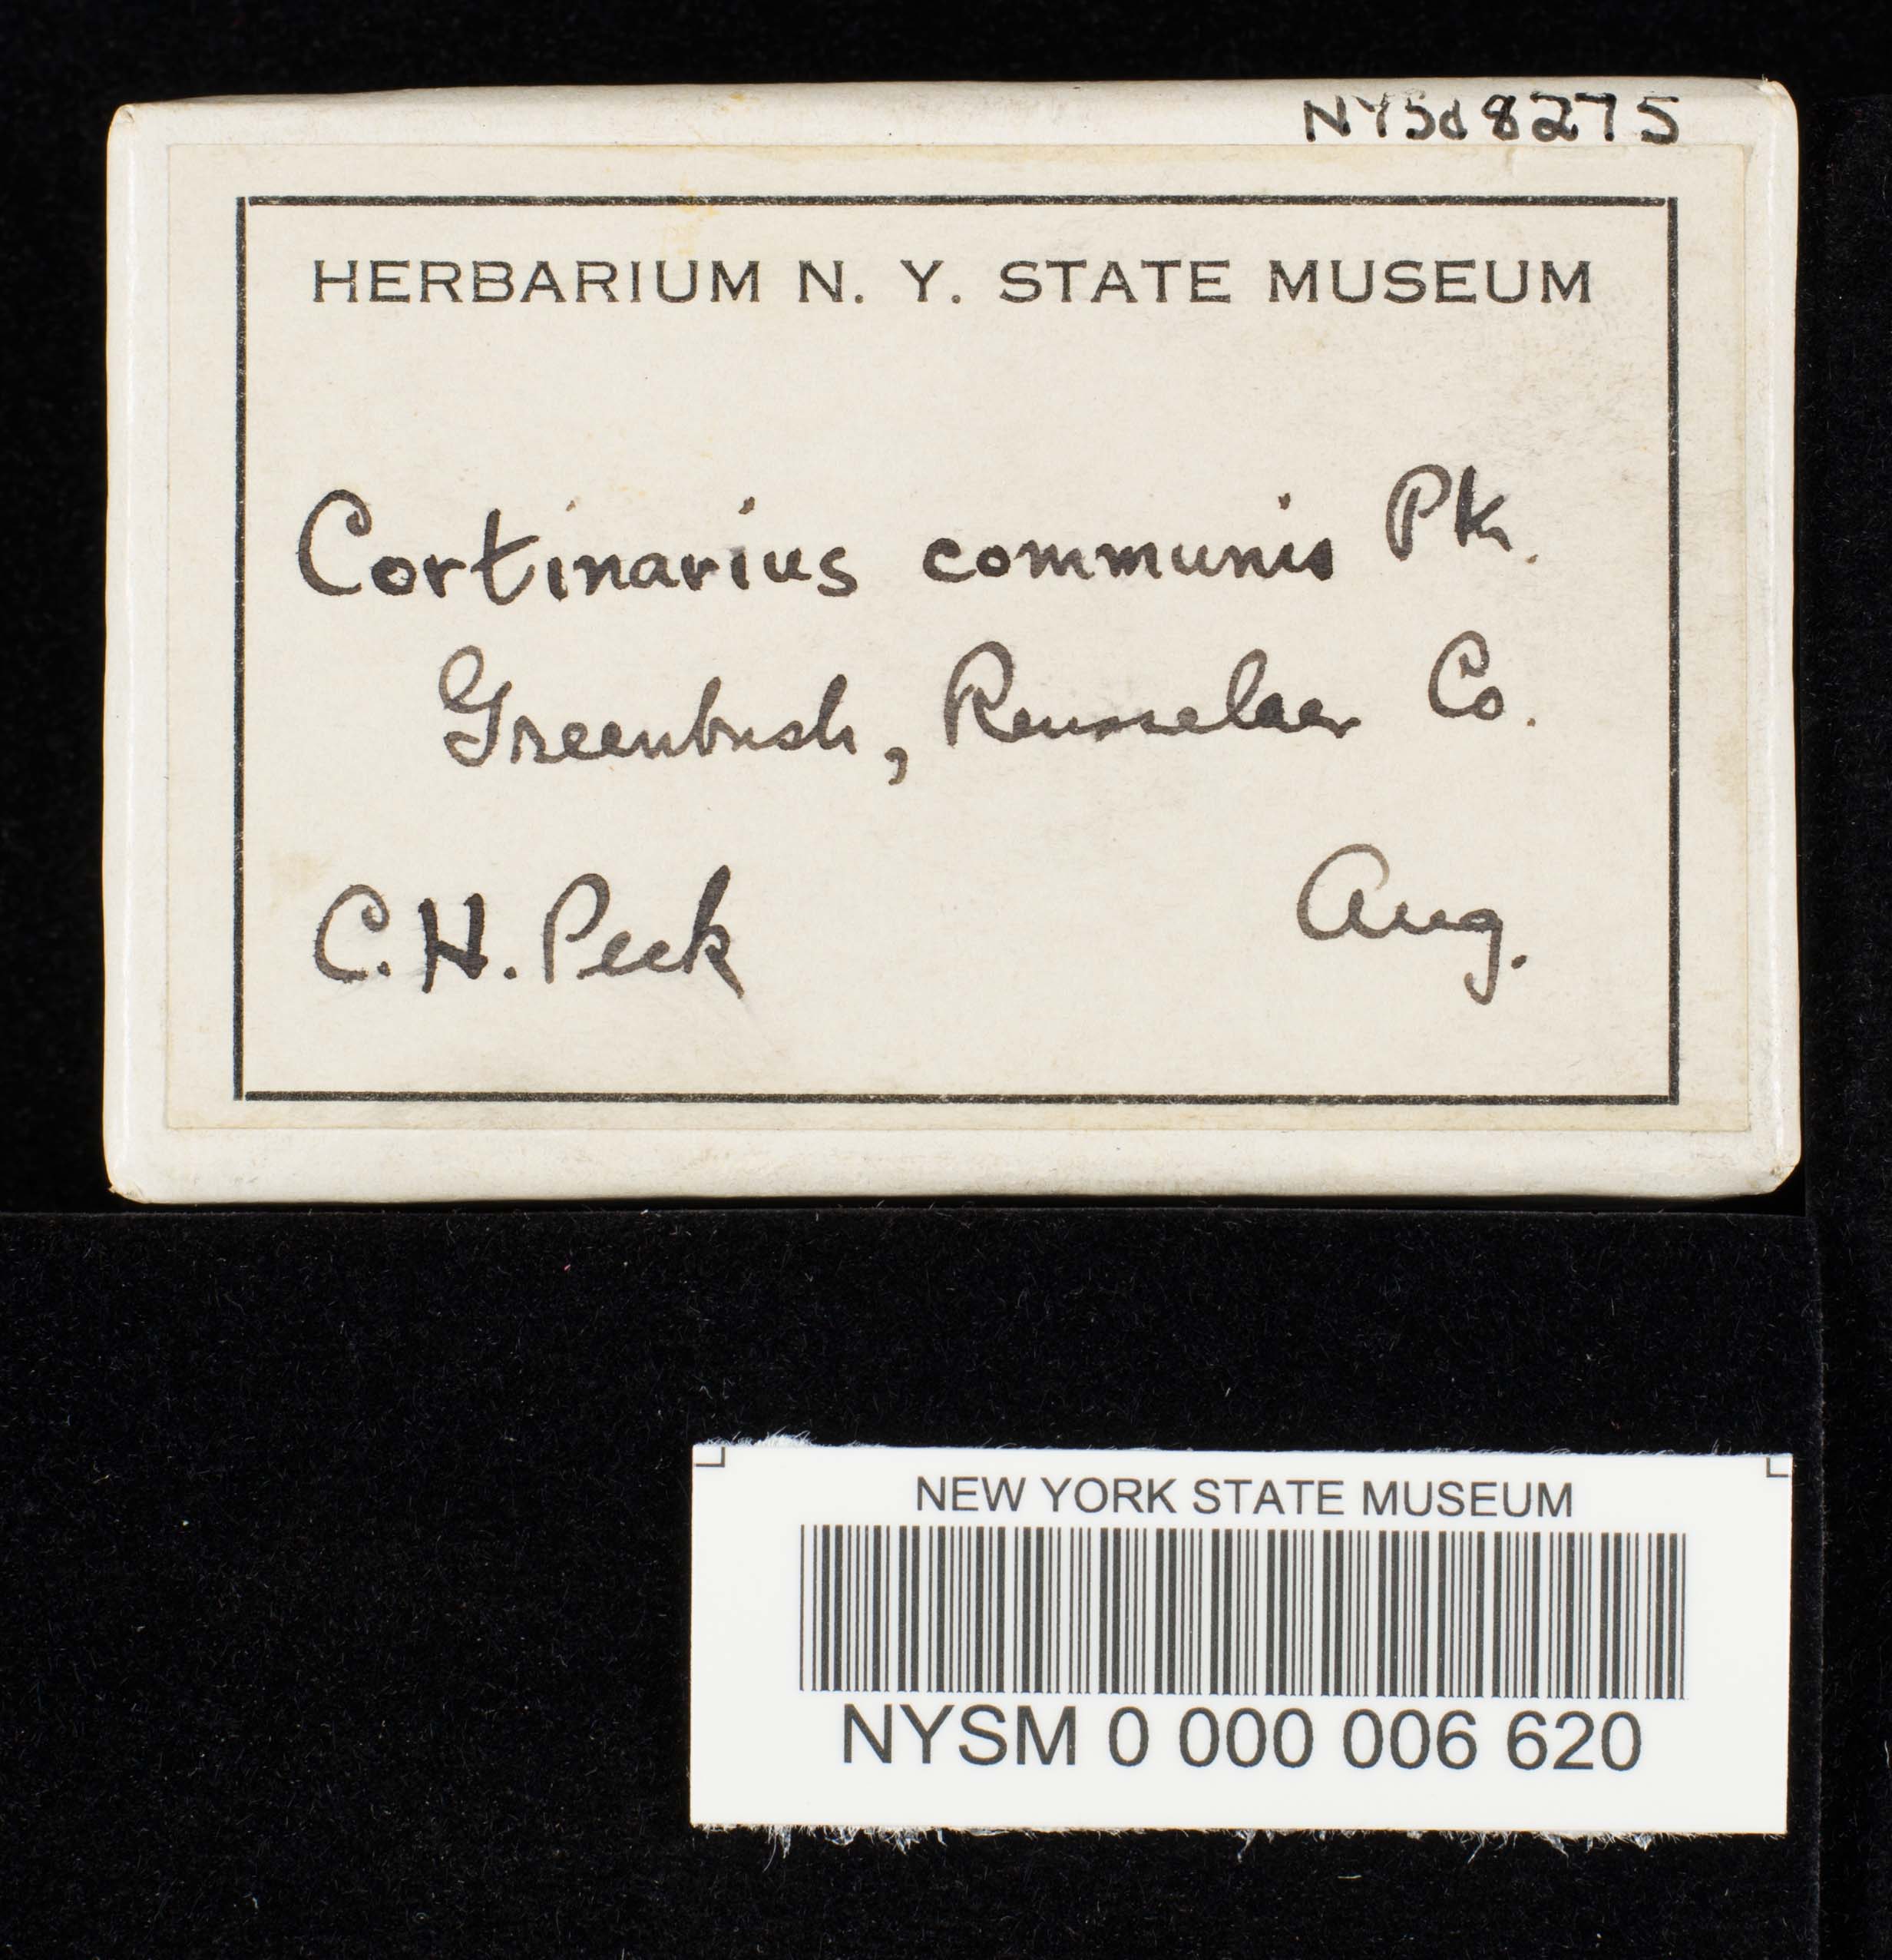 NYSd8275
HERBARIUM N. Y. STATE MUSEUM
Cortinarius communis Pk.
Greenbush, Rensselaer Co.
C. H. Peck Aug.
NEW YORK STATE MUSEUM
NYSM 0 000 006 620